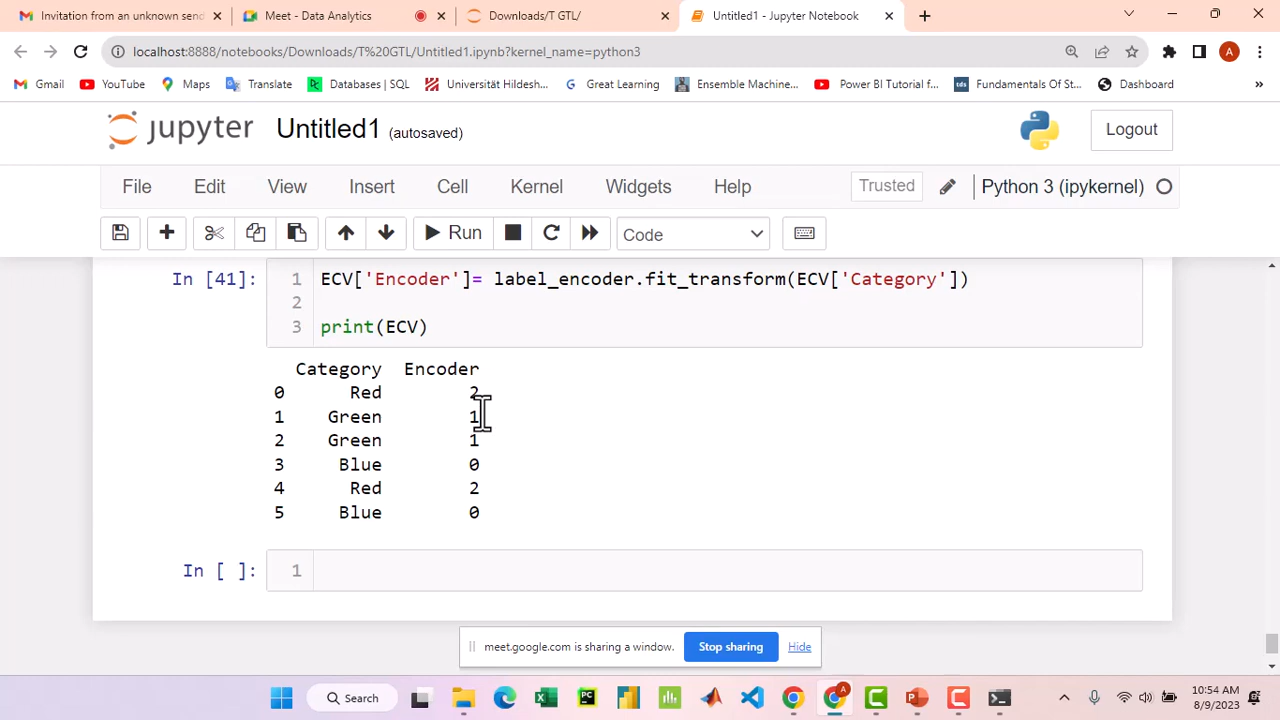 Invitation from an unknown send
Meet - Data Analytics
Downloads/T GTL/
Untitled1 - Jupyter Notebook
localhost:8888/notebooks/Downloads/T%20GTL/Untitled1.ipynb?kernel_name=python3
A
Gmail
YouTube
Maps
Translate
Databases | SQL
Universität Hildesh...
Great Learning
Ensemble Machine...
Power BI Tutorial f...
tds
Fundamentals Of St...
Dashboard
»
jupyter Untitled1 (autosaved)
Logout
File Edit View Insert Cell Kernel Widgets Help
Trusted
Python 3 (ipykernel)
Run
Code
In [41]:
1 ECV['Encoder']= label_encoder.fit_transform(ECV['Category'])
2
3 print(ECV)
Category Encoder
0 Red 2
1 Green 1
2 Green 1
3 Blue 0
4 Red 2
5 Blue 0
In [ ]: 1
meet.google.com is sharing a window.
Stop sharing
Hide
Search
10:54 AM
8/9/2023